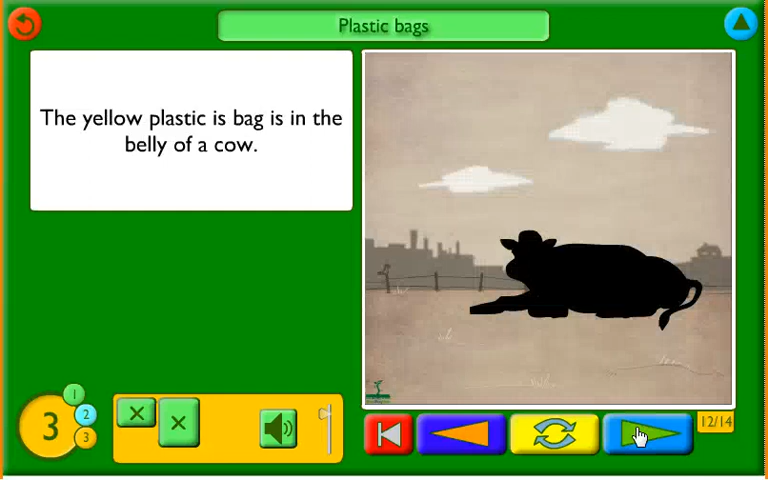 Plastic bags
The yellow plastic is bag is in the
belly of a cow.
3
1
2
3
12/14